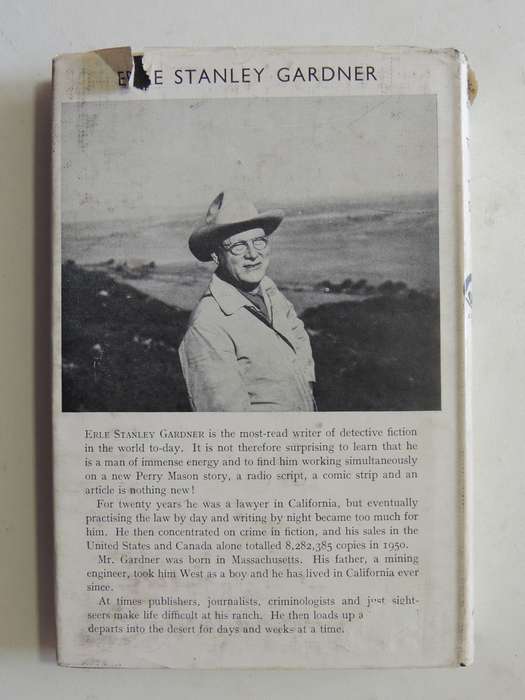 ERLE STANLEY GARDNER
ERLE STANLEY GARDNER is the most-read writer of detective fiction
in the world to-day. It is not therefore surprising to learn that he
is a man of immense energy and to find him working simultaneously
on a new Perry Mason story, a radio script, a comic strip and an
article is nothing new!
For twenty years he was a lawyer in California, but eventually
practising the law by day and writing by night became too much for
him. He then concentrated on crime in fiction, and his sales in the
United States and Canada alone totalled 8,282,385 copies in 1950.
Mr. Gardner was born in Massachusetts. His father, a mining
engineer, took him West as a boy and he has lived in California ever
since.
At times publishers, journalists, criminologists and just sight-
seers make life difficult at his ranch. He then loads up a
departs into the desert for days and weeks at a time.